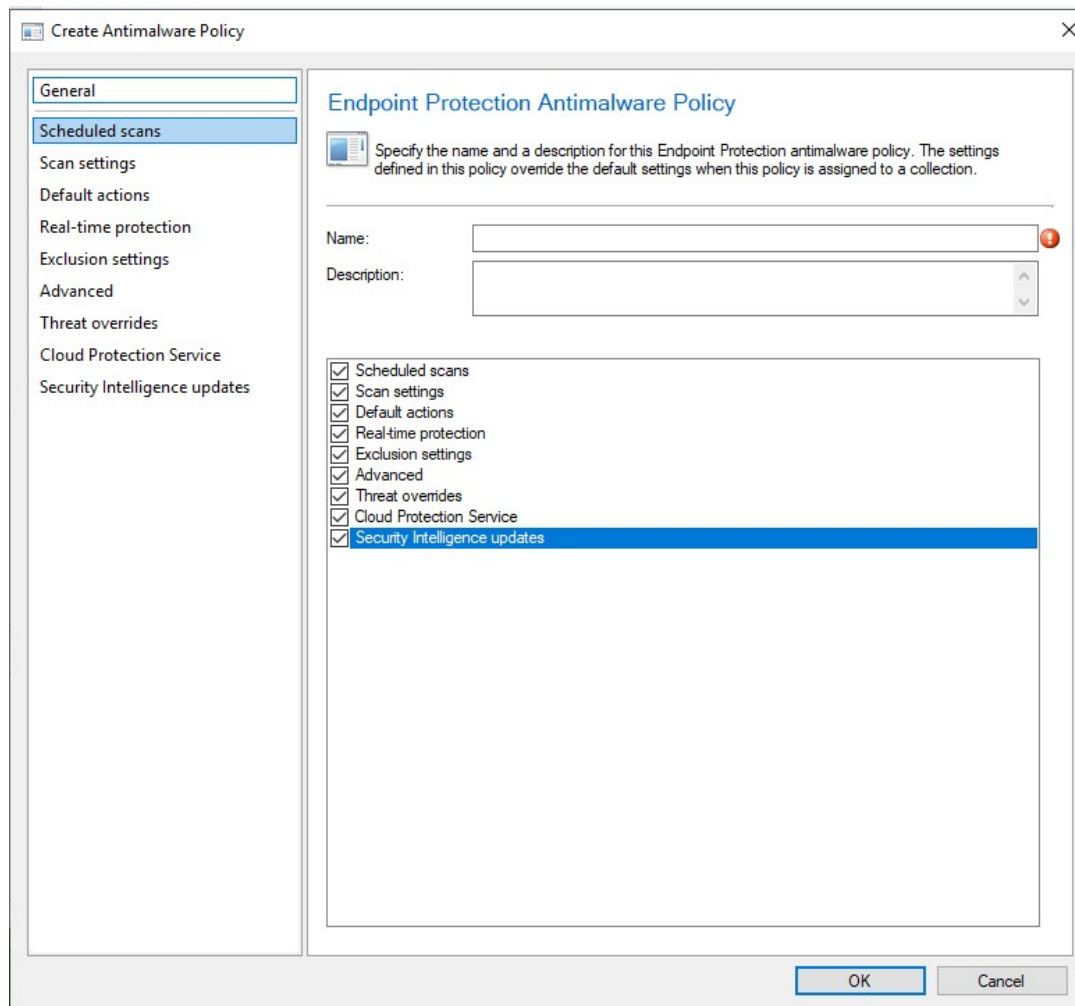 Create Antimalware Policy
General
Scheduled scans
Scan settings
Default actions
Real-time protection
Exclusion settings
Advanced
Threat overrides
Cloud Protection Service
Security Intelligence updates
Endpoint Protection Antimalware Policy
Specify the name and a description for this Endpoint Protection antimalware policy. The settings
defined in this policy override the default settings when this policy is assigned to a collection.
Name:
Description:
Scheduled scans
Scan settings
Default actions
Real-time protection
Exclusion settings
Advanced
Threat overrides
Cloud Protection Service
Security Intelligence updates
OK
Cancel